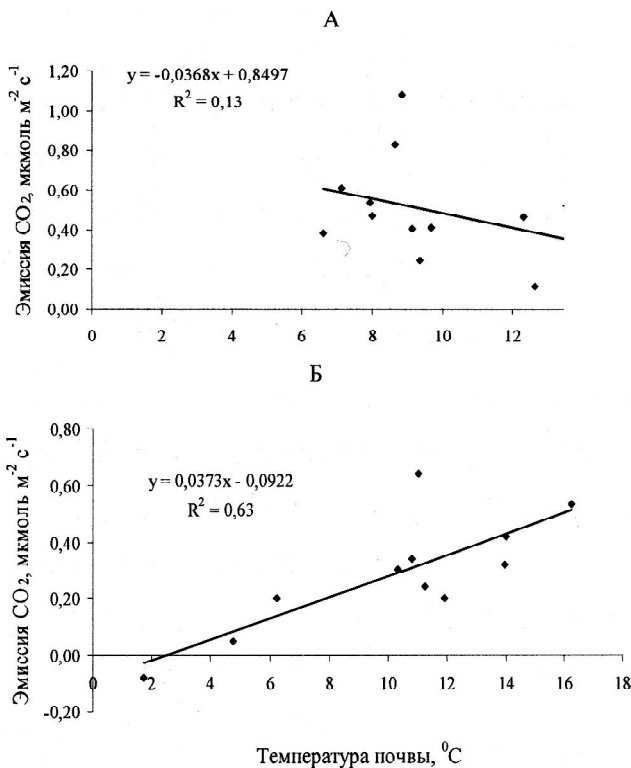 А
Эмиссия CO₂, мкмоль м⁻² с⁻¹
y = -0,0368x + 0,8497
R² = 0,13
1,20
1,00
0,80
0,60
0,40
0,20
0,00
0 2 4 6 8 10 12
Б
Эмиссия CO₂, мкмоль м⁻² с⁻¹
y = 0,0373x - 0,0922
R² = 0,63
0,80
0,60
0,40
0,20
0,00
-0,20
0 2 4 6 8 10 12 14 16 18
Температура почвы, ⁰C